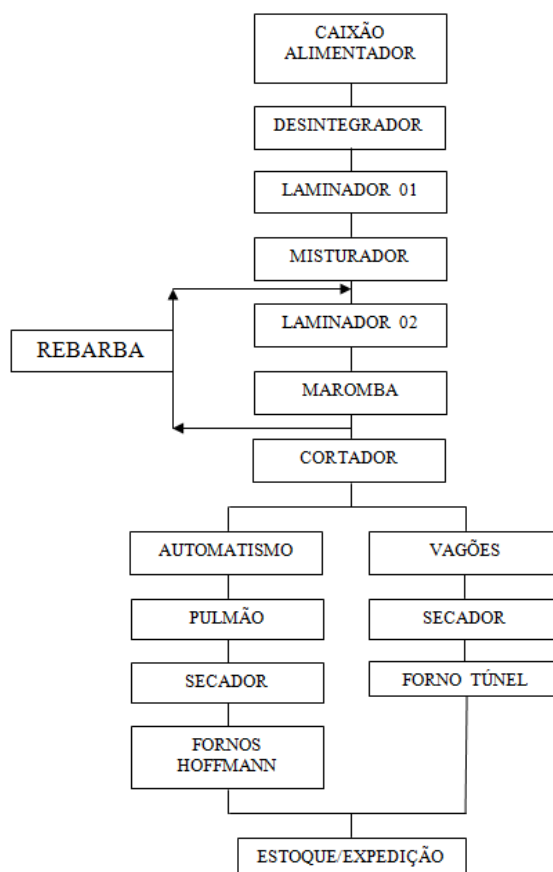 CAIXÃO
ALIMENTADOR
DESINTEGRADOR
LAMINADOR 01
MISTURADOR
LAMINADOR 02
REBARBA
MAROMBA
CORTADOR
AUTOMATISMO
VAGÕES
PULMÃO
SECADOR
SECADOR
FORNO TÚNEL
FORNOS
HOFFMANN
ESTOQUE/EXPEDIÇÃO